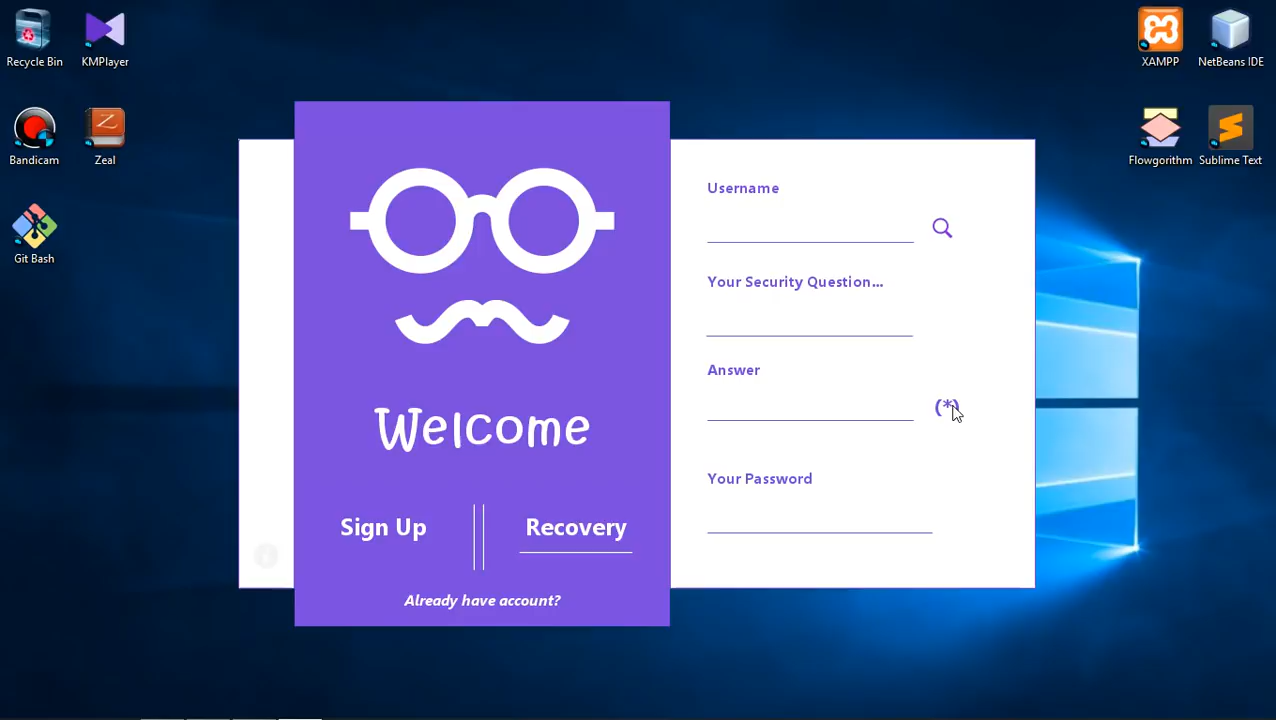 Recycle Bin
KMPlayer
Bandicam
Zeal
Git Bash
XAMPP
NetBeans IDE
Flowgorithm
Sublime Text
Welcome
Sign Up
Recovery
Already have account?
Username
Your Security Question...
Answer
(*)
Your Password